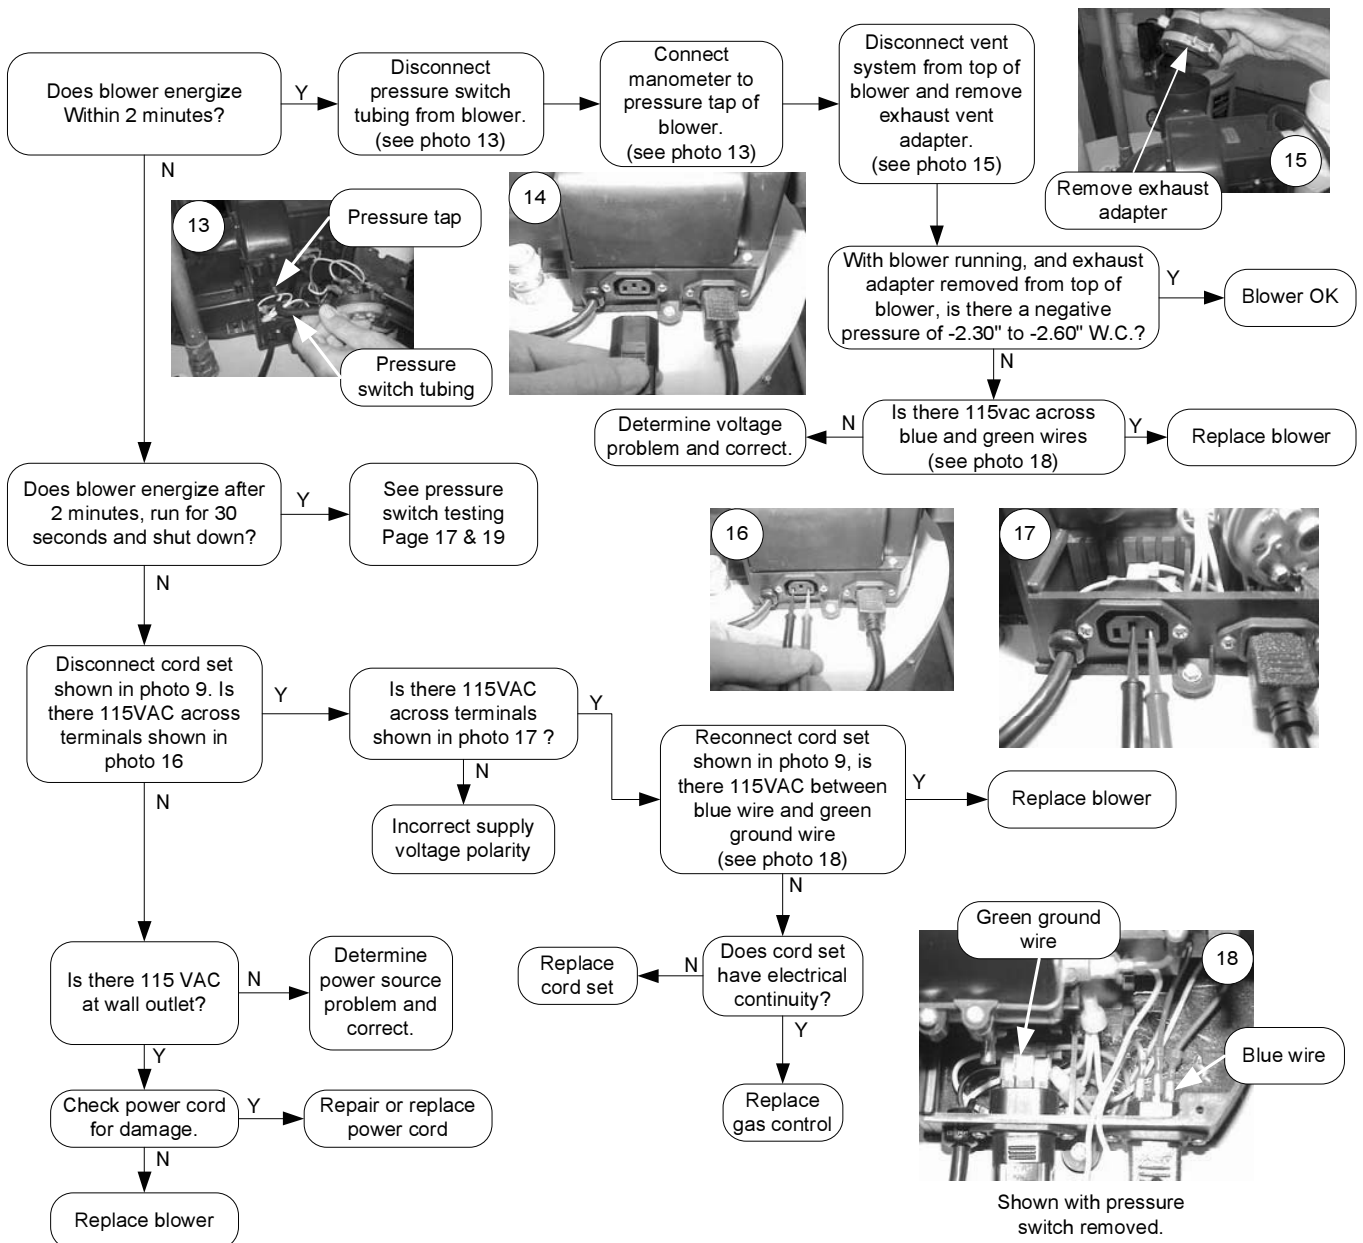 Does blower energize
Within 2 minutes?
Y
N
Disconnect
pressure switch
tubing from blower.
(see photo 13)
Connect
manometer to
pressure tap of
blower.
(see photo 13)
Disconnect vent
system from top of
blower and remove
exhaust vent
adapter.
(see photo 15)
15
Remove exhaust
adapter
13
Pressure tap
Pressure
switch tubing
14
With blower running, and exhaust
adapter removed from top of
blower, is there a negative
pressure of -2.30" to -2.60" W.C.?
Y
Blower OK
N
Is there 115vac across
blue and green wires
(see photo 18)
N
Determine voltage
problem and correct.
Y
Replace blower
Does blower energize after
2 minutes, run for 30
seconds and shut down?
Y
See pressure
switch testing
Page 17 & 19
N
16
17
Disconnect cord set
shown in photo 9. Is
there 115VAC across
terminals shown in
photo 16
Y
Is there 115VAC
across terminals
shown in photo 17 ?
Y
N
Incorrect supply
voltage polarity
Reconnect cord set
shown in photo 9, is
there 115VAC between
blue wire and green
ground wire
(see photo 18)
Y
Replace blower
N
Does cord set
have electrical
continuity?
N
Replace
cord set
Y
Replace
gas control
N
Is there 115 VAC
at wall outlet?
N
Determine
power source
problem and
correct.
Y
Check power cord
for damage.
Y
Repair or replace
power cord
N
Replace blower
Green ground
wire
18
Blue wire
Shown with pressure
switch removed.